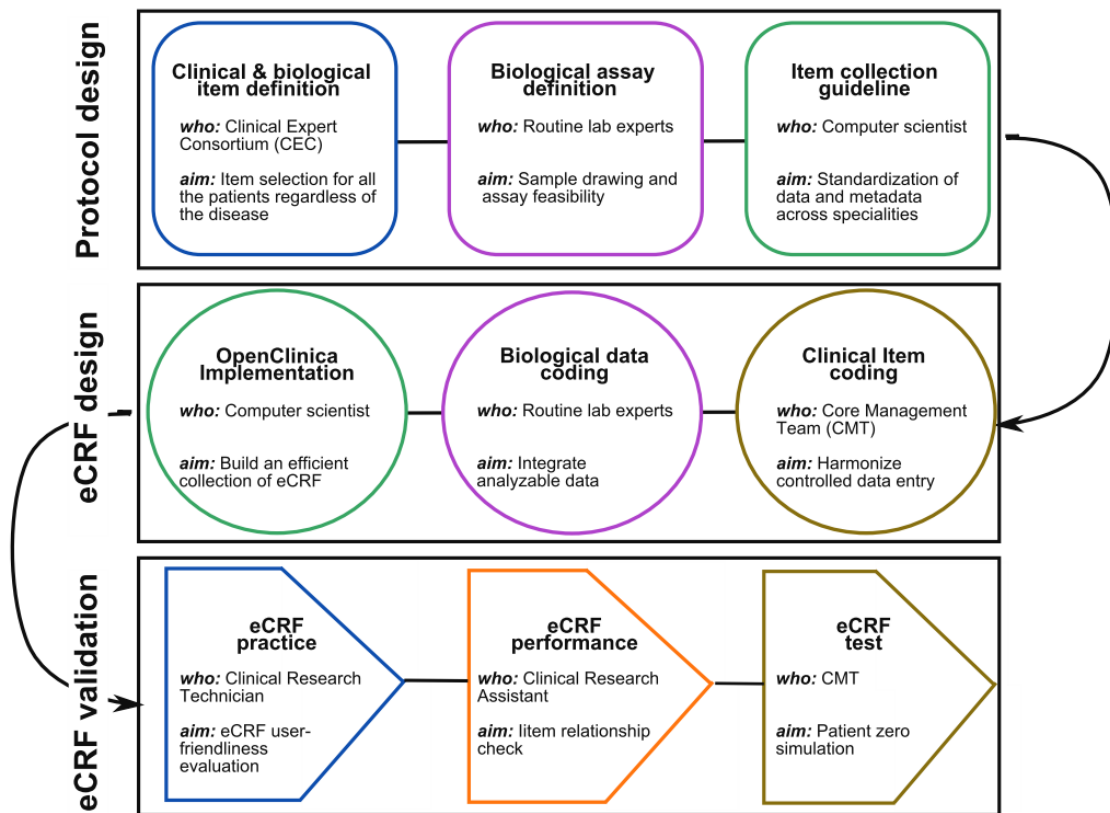 Protocol design
Clinical & biological
item definition
who: Clinical Expert
Consortium (CEC)
aim: Item selection for all
the patients regardless of
the disease
Biological assay
definition
who: Routine lab experts
aim: Sample drawing and
assay feasibility
Item collection
guideline
who: Computer scientist
aim: Standardization of
data and metadata
across specialities
eCRF design
OpenClinica
Implementation
who: Computer scientist
aim: Build an efficient
collection of eCRF
Biological data
coding
who: Routine lab experts
aim: Integrate
analyzable data
Clinical Item
coding
who: Core Management
Team (CMT)
aim: Harmonize
controlled data entry
eCRF validation
eCRF
practice
who: Clinical Research
Technician
aim: eCRF user-
friendliness
evaluation
eCRF
performance
who: Clinical Research
Assistant
aim: Iitem relationship
check
eCRF
test
who: CMT
aim: Patient zero
simulation